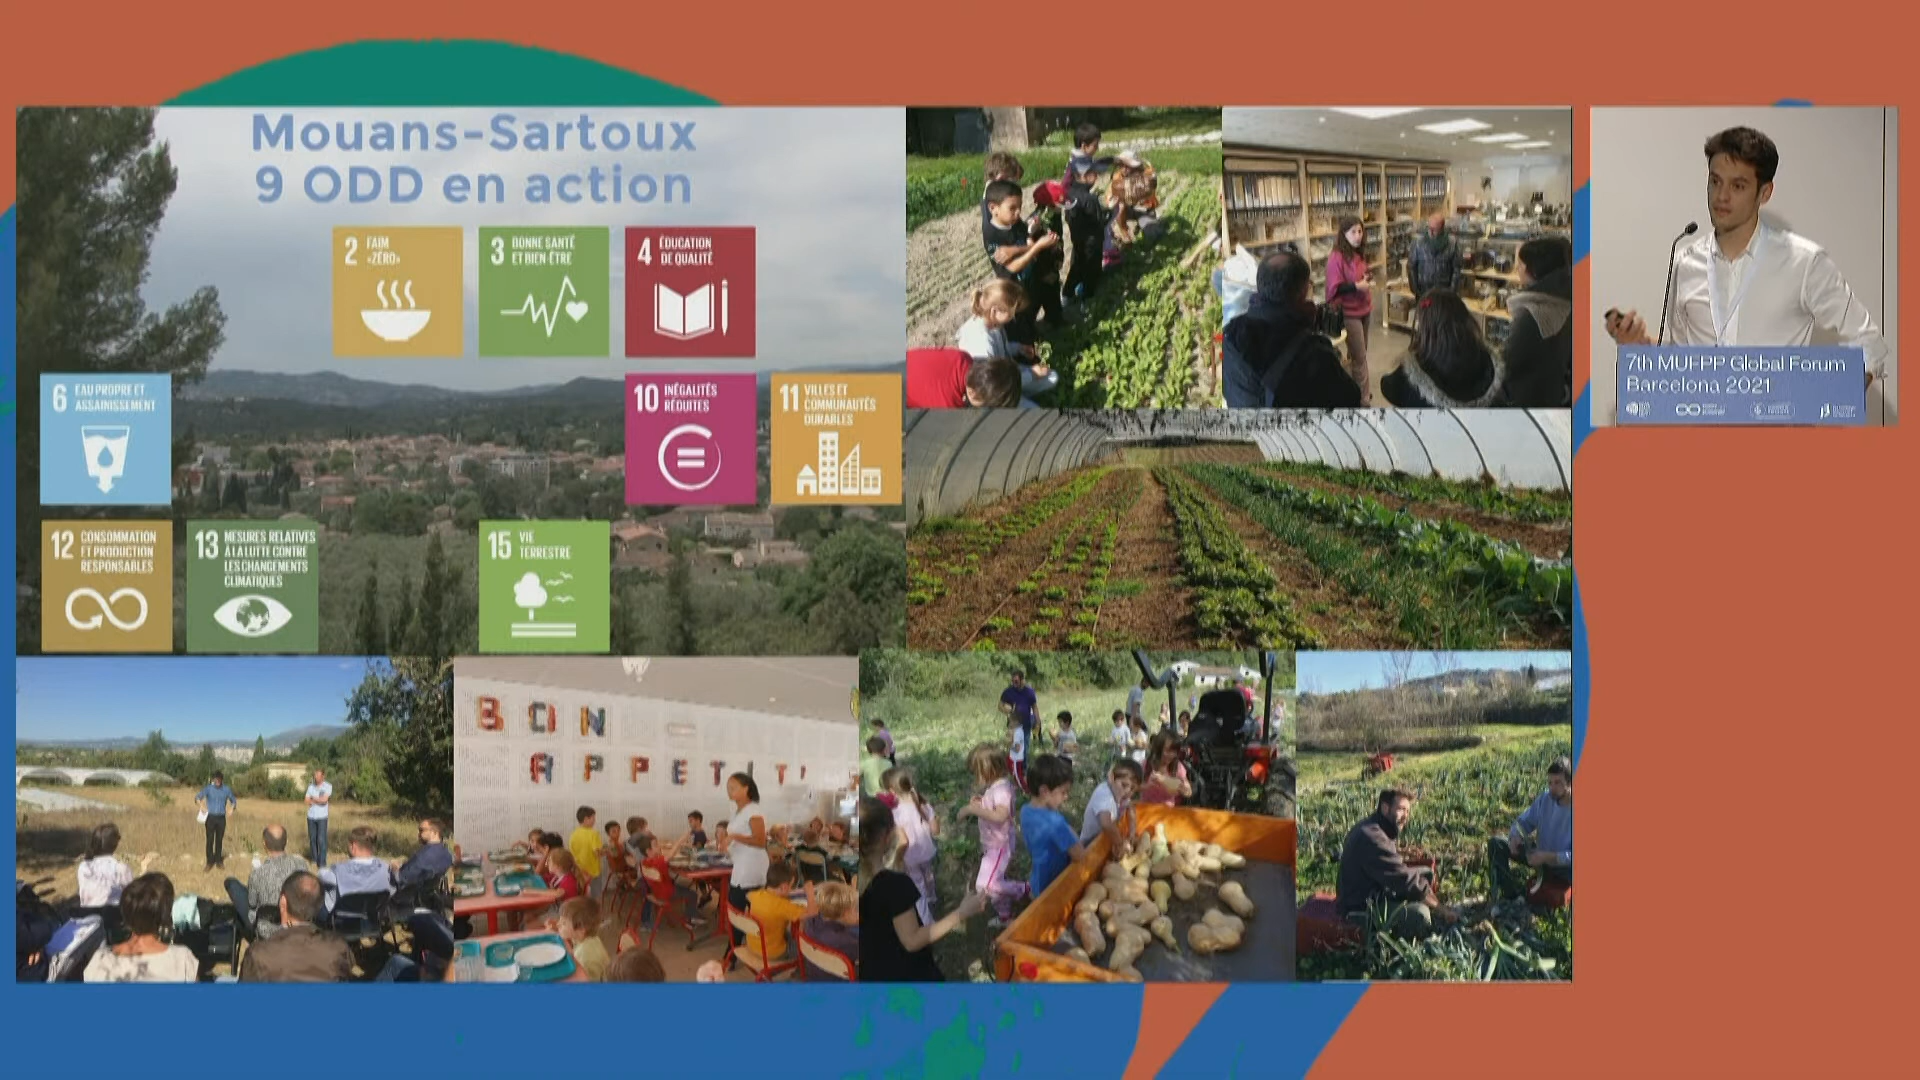 Mouans-Sartoux
9 ODD en action
2 FAIM
«ZÉRO»
3 BONNE SANTÉ
ET BIEN-ÊTRE
4 ÉDUCATION
DE QUALITÉ
6 EAU PROPRE ET
ASSAINISSEMENT
10 INÉGALITÉS
RÉDUITES
11 VILLES ET
COMMUNAUTÉS
DURABLES
12 CONSOMMATION
ET PRODUCTION
RESPONSABLES
13 MESURES RELATIVES
À LA LUTTE CONTRE
LES CHANGEMENTS
CLIMATIQUES
15 VIE
TERRESTRE
BON
APPETIT
7th MUFPP Global Forum
Barcelona 2021